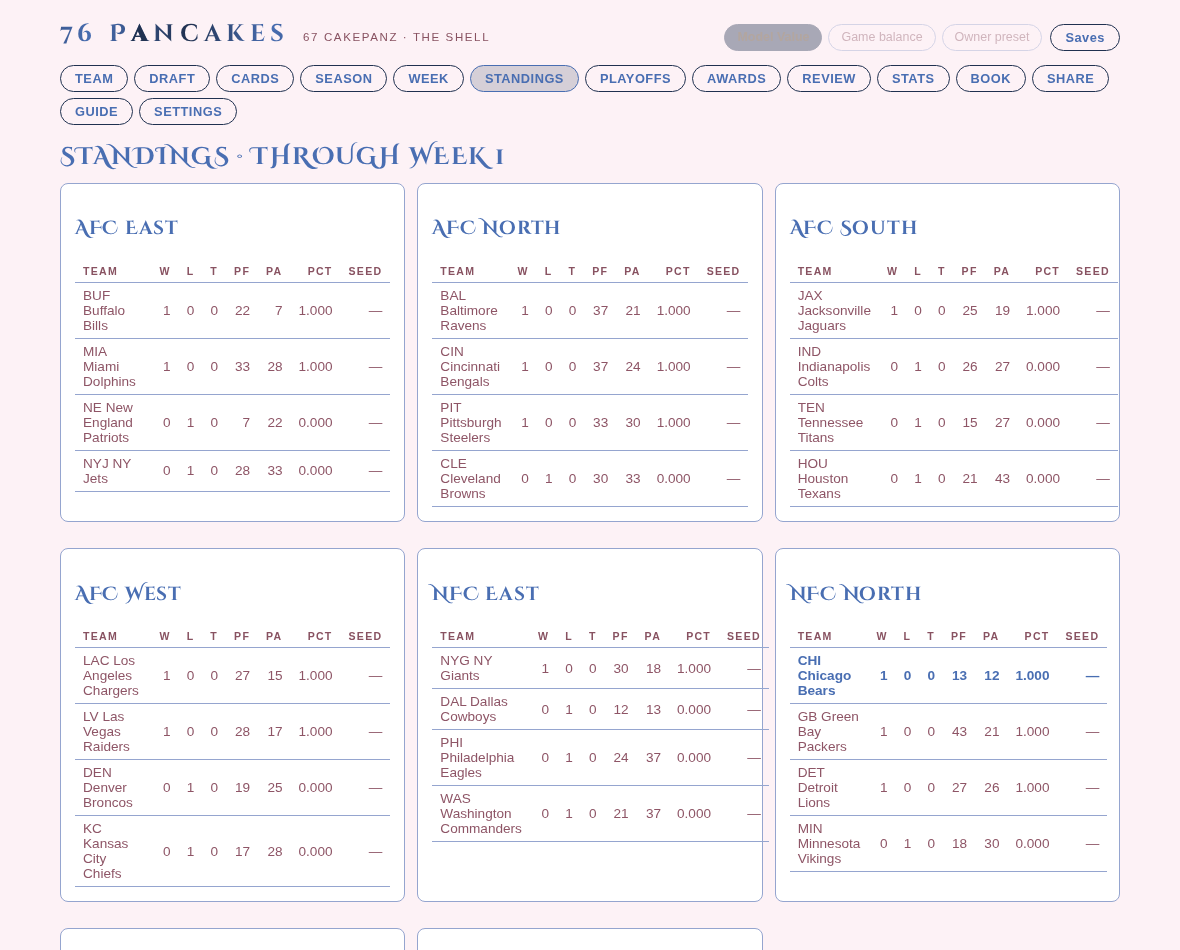 76 PANCAKES 67 CAKEPANZ · THE SHELL Game balance Owner preset Saves
TEAM DRAFT CARDS SEASON WEEK STANDINGS PLAYOFFS AWARDS REVIEW STATS BOOK SHARE
GUIDE SETTINGS
STANDINGS · THROUGH WEEK 1
AFC EAST
TEAM W L T PF PA PCT SEED
BUF Buffalo Bills 1 0 0 22 7 1.000 —
MIA Miami Dolphins 1 0 0 33 28 1.000 —
NE New England Patriots 0 1 0 7 22 0.000 —
NYJ NY Jets 0 1 0 28 33 0.000 —
AFC NORTH
TEAM W L T PF PA PCT SEED
BAL Baltimore Ravens 1 0 0 37 21 1.000 —
CIN Cincinnati Bengals 1 0 0 37 24 1.000 —
PIT Pittsburgh Steelers 1 0 0 33 30 1.000 —
CLE Cleveland Browns 0 1 0 30 33 0.000 —
AFC SOUTH
TEAM W L T PF PA PCT SEED
JAX Jacksonville Jaguars 1 0 0 25 19 1.000 —
IND Indianapolis Colts 0 1 0 26 27 0.000 —
TEN Tennessee Titans 0 1 0 15 27 0.000 —
HOU Houston Texans 0 1 0 21 43 0.000 —
AFC WEST
TEAM W L T PF PA PCT SEED
LAC Los Angeles Chargers 1 0 0 27 15 1.000 —
LV Las Vegas Raiders 1 0 0 28 17 1.000 —
DEN Denver Broncos 0 1 0 19 25 0.000 —
KC Kansas City Chiefs 0 1 0 17 28 0.000 —
NFC EAST
TEAM W L T PF PA PCT SEED
NYG NY Giants 1 0 0 30 18 1.000 —
DAL Dallas Cowboys 0 1 0 12 13 0.000 —
PHI Philadelphia Eagles 0 1 0 24 37 0.000 —
WAS Washington Commanders 0 1 0 21 37 0.000 —
NFC NORTH
TEAM W L T PF PA PCT SEED
CHI Chicago Bears 1 0 0 13 12 1.000 —
GB Green Bay Packers 1 0 0 43 21 1.000 —
DET Detroit Lions 1 0 0 27 26 1.000 —
MIN Minnesota Vikings 0 1 0 18 30 0.000 —